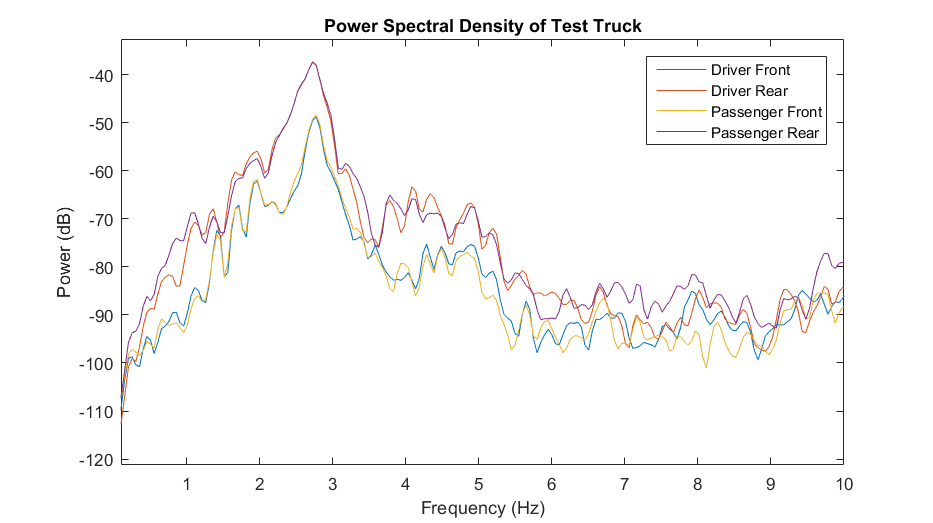 Power Spectral Density of Test Truck
Driver Front
Driver Rear
Passenger Front
Passenger Rear
-40
-50
-60
-70
-80
-90
-100
-110
-120
Power (dB)
1 2 3 4 5 6 7 8 9 10
Frequency (Hz)